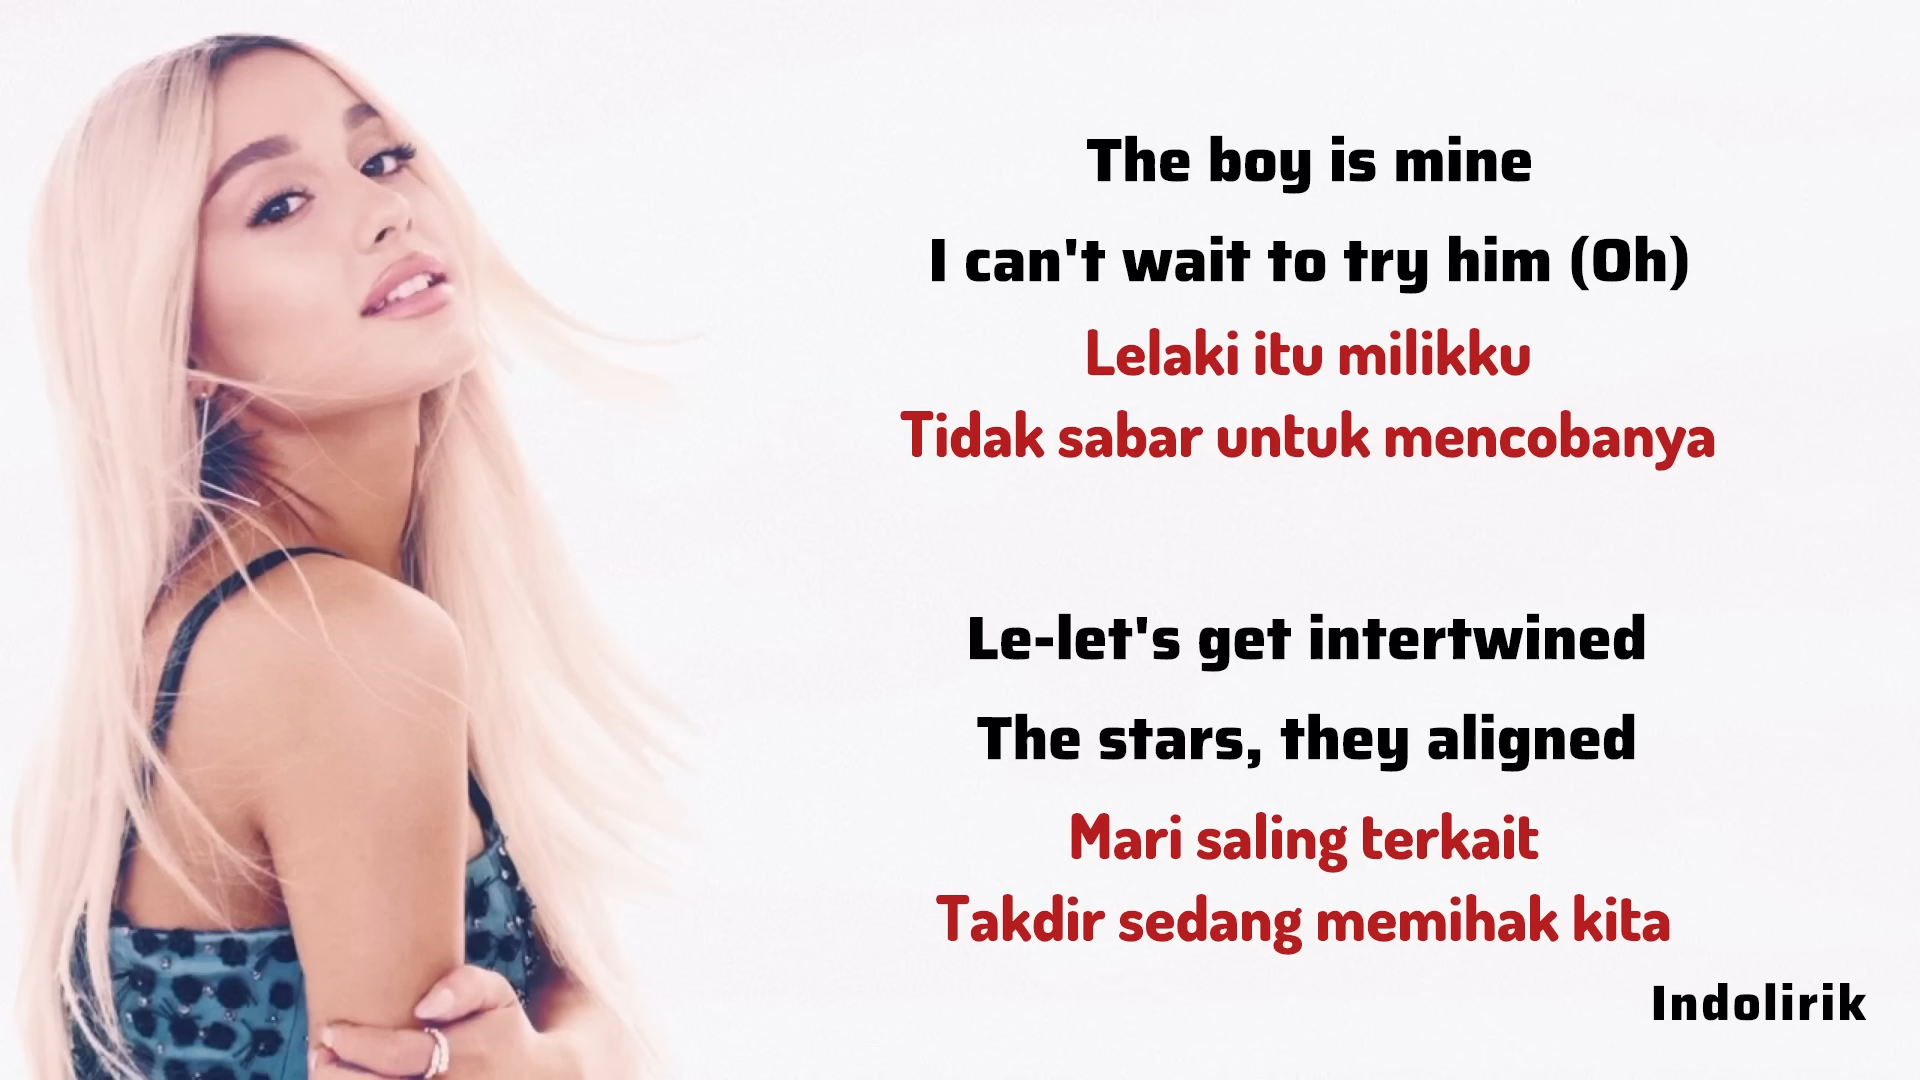 The boy is mine
I can't wait to try him (Oh)
Lelaki itu milikku
Tidak sabar untuk mencobanya
Le-let's get intertwined
The stars, they aligned
Mari saling terkait
Takdir sedang memihak kita
Indolirik